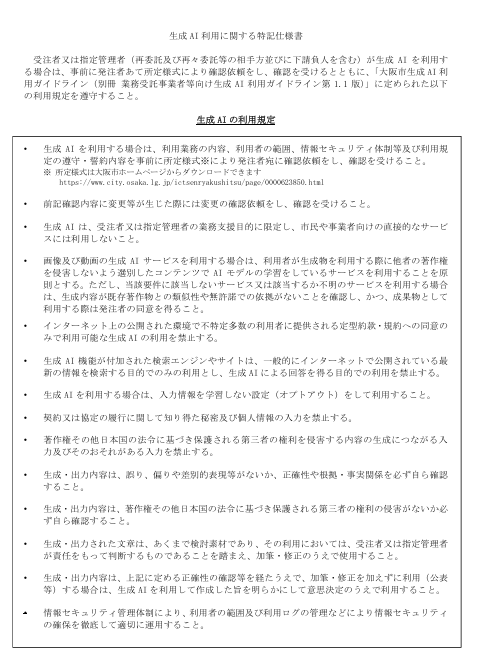 生成 AI 利用に関する特記仕様書
受注者又は指定管理者（再委託及び再々委託等の相手方並びに下請負人を含む）が生成 AI を利用す
る場合は、事前に発注者あて所定様式により確認依頼をし、確認を受けるとともに、「大阪市生成 AI 利
用ガイドライン（別冊 業務受託事業者等向け生成 AI 利用ガイドライン第 1.1 版）」に定められた以下
の利用規定を遵守すること。
生成 AI の利用規定
• 生成 AI を利用する場合は、利用業務の内容、利用者の範囲、情報セキュリティ体制等及び利用規
定の遵守・誓約内容を事前に所定様式※により発注者宛に確認依頼をし、確認を受けること。
※ 所定様式は大阪市ホームページからダウンロードできます
https://www.city.osaka.lg.jp/ictsenryakushitsu/page/0000623850.html
• 前記確認内容に変更等が生じた際には変更の確認依頼をし、確認を受けること。
• 生成 AI は、受注者又は指定管理者の業務支援目的に限定し、市民や事業者向けの直接的なサービ
スには利用しないこと。
• 画像及び動画の生成 AI サービスを利用する場合は、利用者が生成物を利用する際に他者の著作権
を侵害しないよう選別したコンテンツで AI モデルの学習をしているサービスを利用することを原
則とする。ただし、当該要件に該当しないサービス又は該当するか不明のサービスを利用する場合
は、生成内容が既存著作物との類似性や無許諾での依拠がないことを確認し、かつ、成果物として
利用する際は発注者の同意を得ること。
• インターネット上の公開された環境で不特定多数の利用者に提供される定型約款・規約への同意の
みで利用可能な生成 AI の利用を禁止する。
• 生成 AI 機能が付加された検索エンジンやサイトは、一般的にインターネットで公開されている最
新の情報を検索する目的でのみの利用とし、生成 AI による回答を得る目的での利用を禁止する。
• 生成 AI を利用する場合は、入力情報を学習しない設定（オプトアウト）をして利用すること。
• 契約又は協定の履行に関して知り得た秘密及び個人情報の入力を禁止する。
• 著作権その他日本国の法令に基づき保護される第三者の権利を侵害する内容の生成につながる入
力及びそのおそれがある入力を禁止する。
• 生成・出力内容は、誤り、偏りや差別的表現等がないか、正確性や根拠・事実関係を必ず自ら確認
すること。
• 生成・出力内容は、著作権その他日本国の法令に基づき保護される第三者の権利の侵害がないか必
ず自ら確認すること。
• 生成・出力された文章は、あくまで検討素材であり、その利用においては、受注者又は指定管理者
が責任をもって判断するものであることを踏まえ、加筆・修正のうえで使用すること。
• 生成・出力内容は、上記に定める正確性の確認等を経たうえで、加筆・修正を加えずに利用（公表
等）する場合は、生成 AI を利用して作成した旨を明らかにして意思決定のうえで利用すること。
• 情報セキュリティ管理体制により、利用者の範囲及び利用ログの管理などにより情報セキュリティ
の確保を徹底して適切に運用すること。